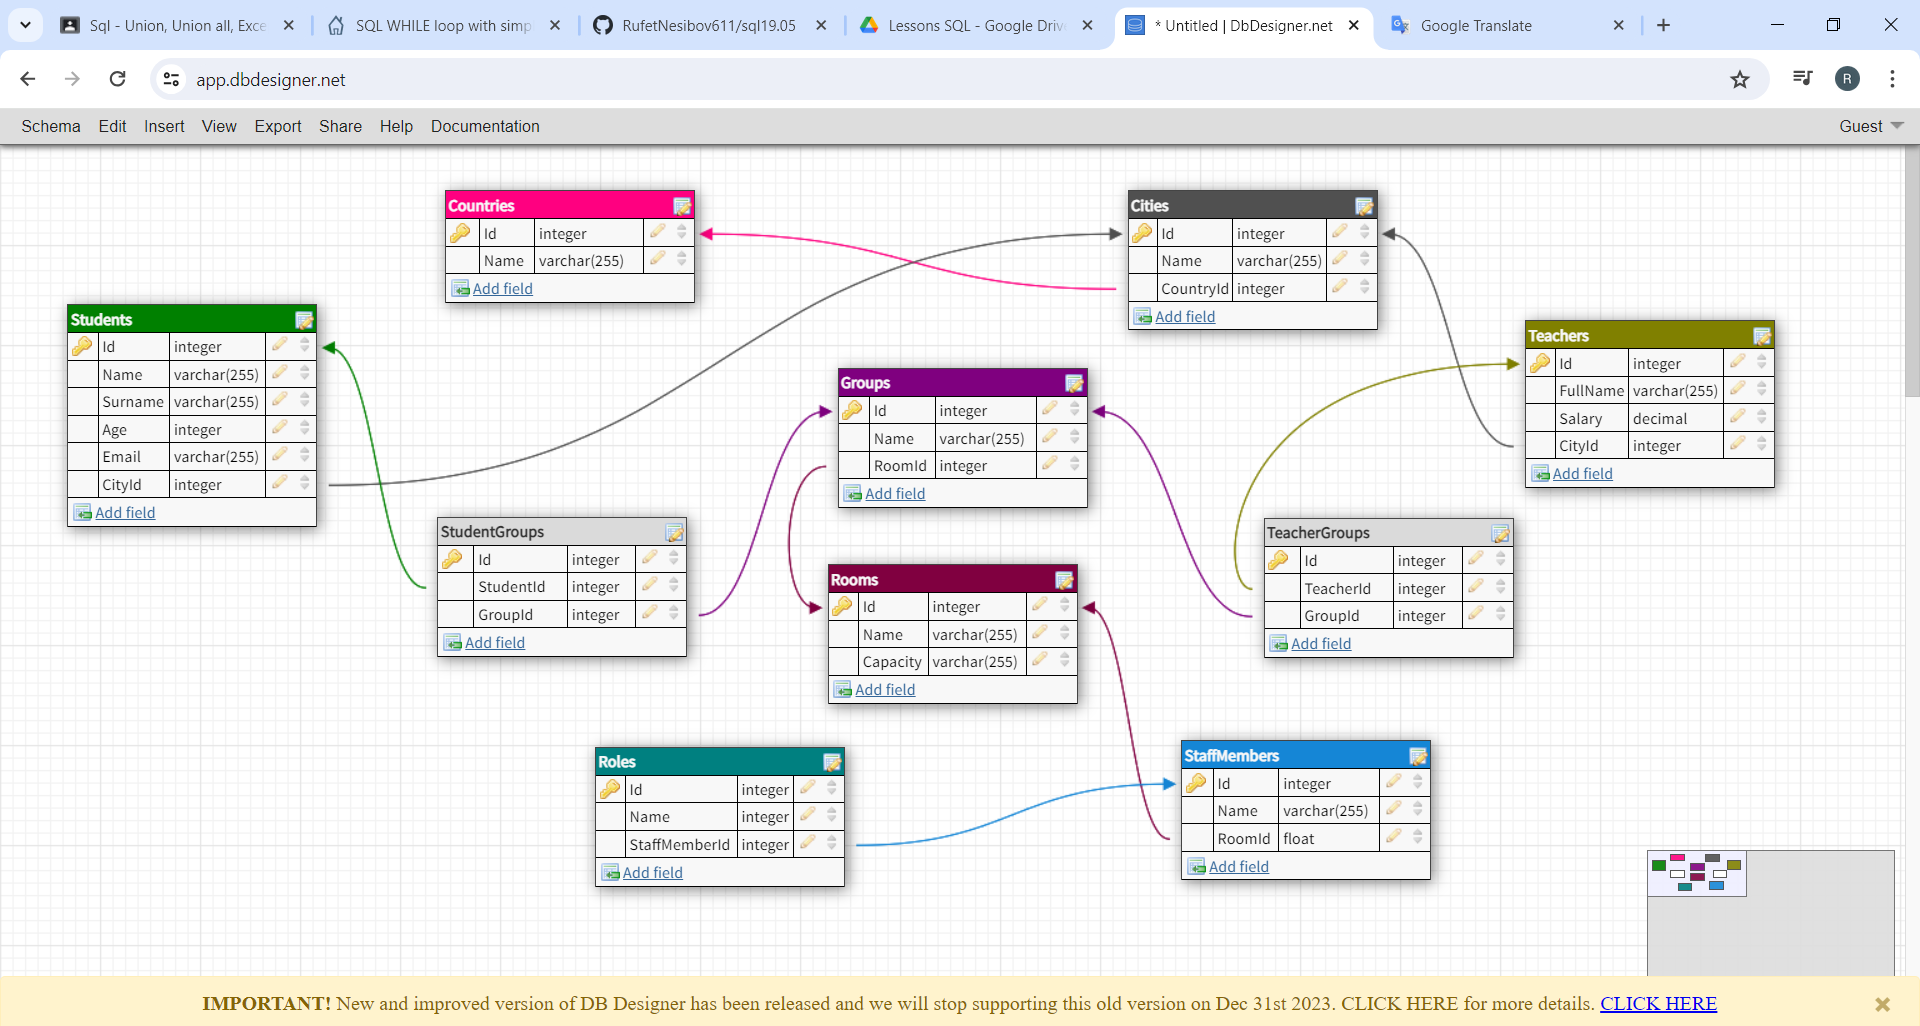 Sql - Union, Union all, Exce
SQL WHILE loop with simp
RufetNesibov611/sql19.05
Lessons SQL - Google Driv
* Untitled | DbDesigner.net
Google Translate
app.dbdesigner.net
R
Schema Edit Insert View Export Share Help Documentation Guest
Countries
Id integer
Name varchar(255)
Add field
Cities
Id integer
Name varchar(255)
CountryId integer
Add field
Students
Id integer
Name varchar(255)
Surname varchar(255)
Age integer
Email varchar(255)
CityId integer
Add field
Teachers
Id integer
FullName varchar(255)
Salary decimal
CityId integer
Add field
Groups
Id integer
Name varchar(255)
RoomId integer
Add field
StudentGroups
Id integer
StudentId integer
GroupId integer
Add field
TeacherGroups
Id integer
TeacherId integer
GroupId integer
Add field
Rooms
Id integer
Name varchar(255)
Capacity varchar(255)
Add field
Roles
Id integer
Name integer
StaffMemberId integer
Add field
StaffMembers
Id integer
Name varchar(255)
RoomId float
Add field
IMPORTANT! New and improved version of DB Designer has been released and we will stop supporting this old version on Dec 31st 2023. CLICK HERE for more details. CLICK HERE